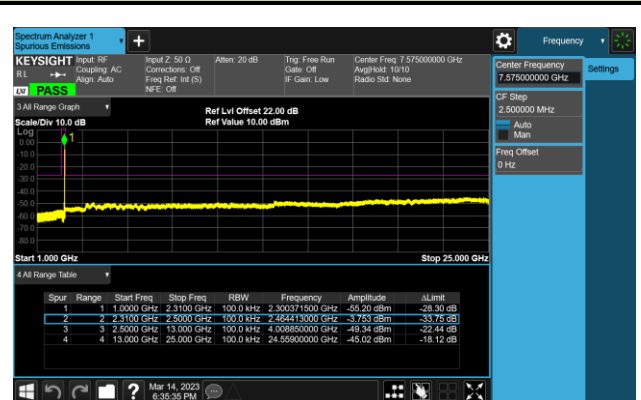 Spectrum Analyzer 1
Spurious Emissions
Frequency
KEYSIGHT Input: RF Input Z: 50 Ω Atten: 20 dB Trig: Free Run Center Freq: 7.575000000 GHz
RL Coupling: AC Corrections: Off Gate: Off Avg|Hold: 10/10
Align: Auto Freq Ref: Int (S) IF Gain: Low Radio Std: None
LXI PASS NFE: Off
Center Frequency
7.575000000 GHz
Settings
CF Step
2.500000 MHz
Auto
Man
Freq Offset
0 Hz
3 All Range Graph
Ref Lvl Offset 22.00 dB
Scale/Div 10.0 dB Ref Value 10.00 dBm
Log
1
0.00
-10.0
-20.0
-30.0
-40.0
-50.0
-60.0
-70.0
-80.0
Start 1.000 GHz Stop 25.000 GHz
4 All Range Table
Spur Range Start Freq Stop Freq RBW Frequency Amplitude ΔLimit
1 1 1.0000 GHz 2.3100 GHz 100.0 kHz 2.300371500 GHz -55.20 dBm -28.30 dB
2 2 2.3100 GHz 2.5000 GHz 100.0 kHz 2.464413000 GHz -3.753 dBm -33.75 dB
3 3 2.5000 GHz 13.000 GHz 100.0 kHz 4.008850000 GHz -49.34 dBm -22.44 dB
4 4 13.000 GHz 25.000 GHz 100.0 kHz 24.55900000 GHz -45.02 dBm -18.12 dB
? Mar 14, 2023
6:35:35 PM